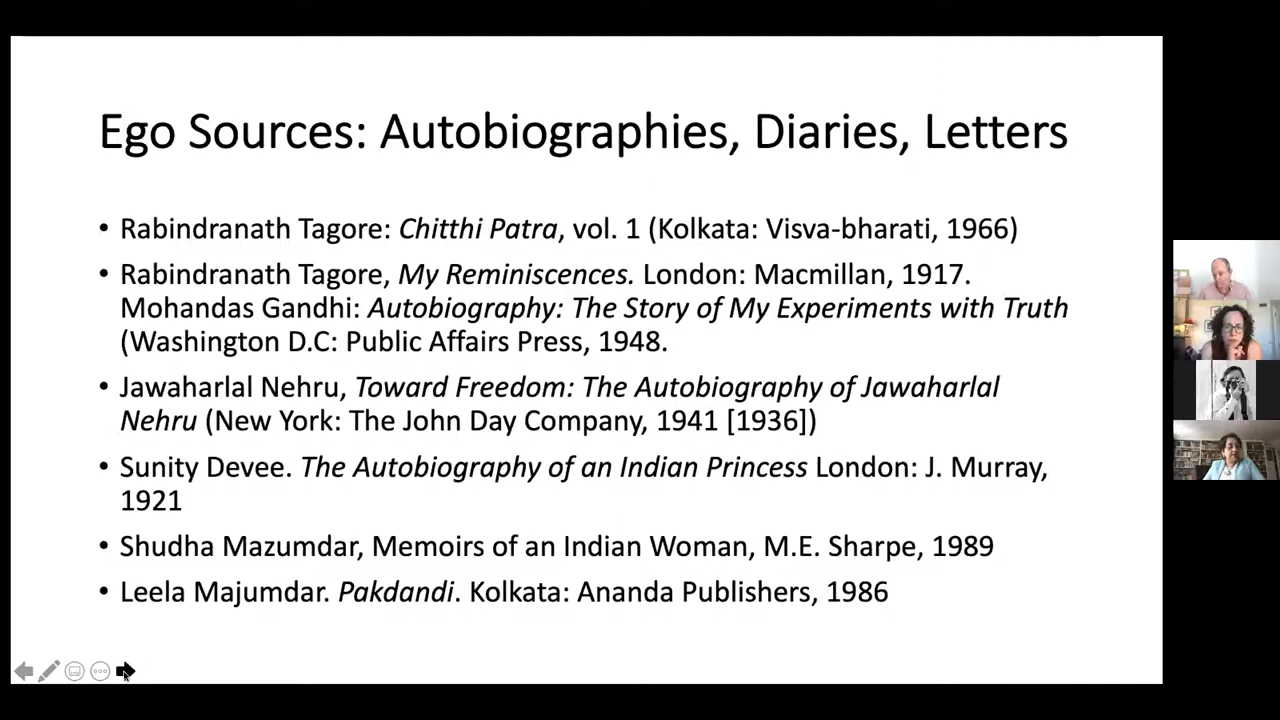 Ego Sources: Autobiographies, Diaries, Letters
• Rabindranath Tagore: Chitthi Patra, vol. 1 (Kolkata: Visva-bharati, 1966)
• Rabindranath Tagore, My Reminiscences. London: Macmillan, 1917.
Mohandas Gandhi: Autobiography: The Story of My Experiments with Truth
(Washington D.C: Public Affairs Press, 1948.
• Jawaharlal Nehru, Toward Freedom: The Autobiography of Jawaharlal
Nehru (New York: The John Day Company, 1941 [1936])
• Sunity Devee. The Autobiography of an Indian Princess London: J. Murray,
1921
• Shudha Mazumdar, Memoirs of an Indian Woman, M.E. Sharpe, 1989
• Leela Majumdar. Pakdandi. Kolkata: Ananda Publishers, 1986